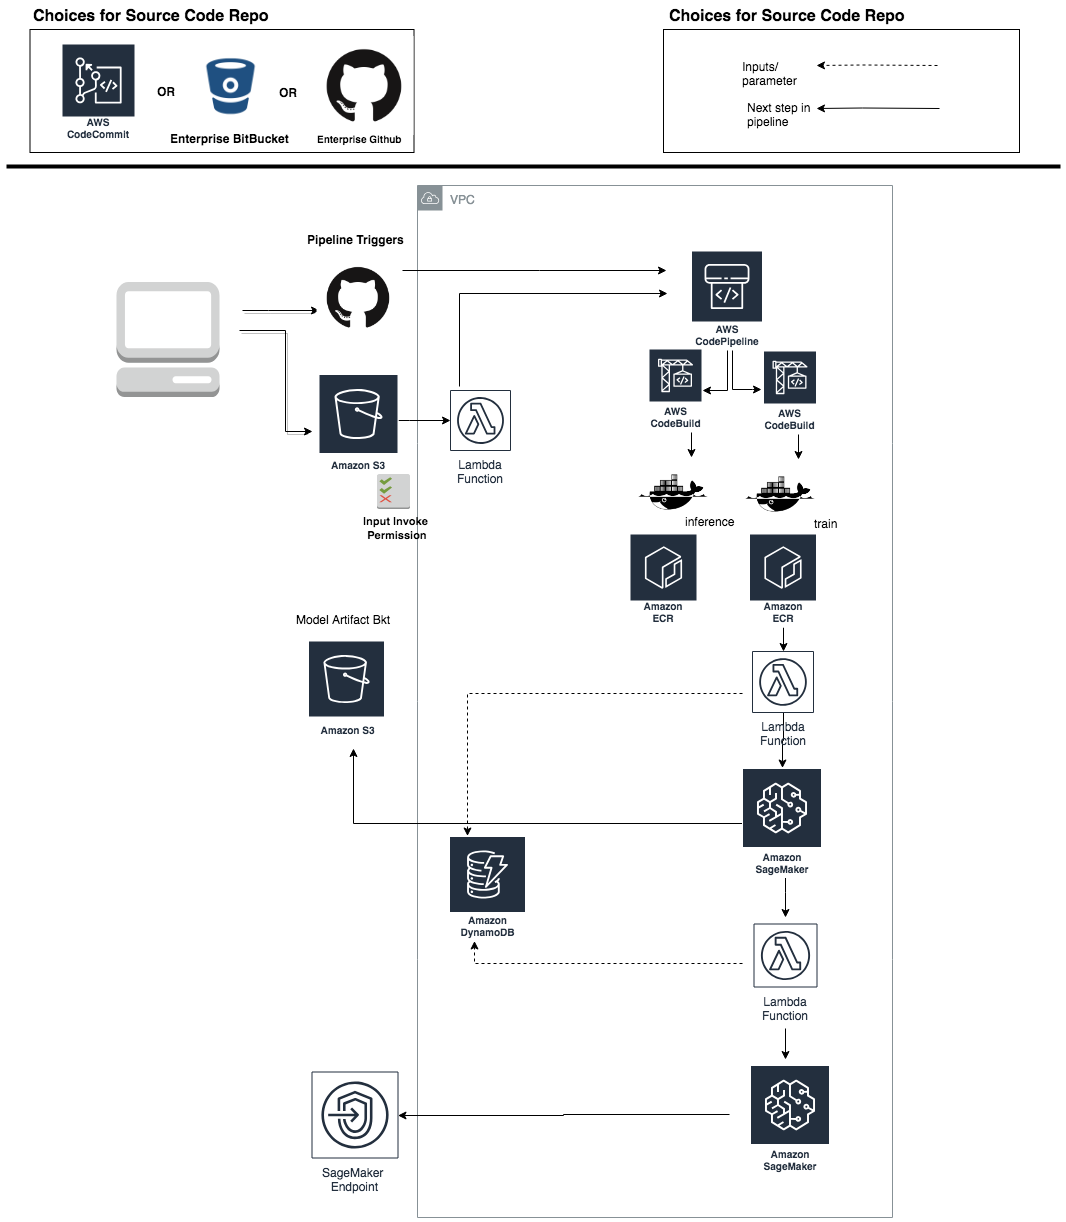 Choices for Source Code Repo
Choices for Source Code Repo
AWS
CodeCommit
OR
Enterprise BitBucket
OR
Enterprise Github
Inputs/
parameter
Next step in
pipeline
VPC
Pipeline Triggers
AWS
CodePipeline
AWS
CodeBuild
AWS
CodeBuild
Amazon S3
Lambda
Function
Input Invoke
Permission
inference
train
Amazon
ECR
Amazon
ECR
Model Artifact Bkt
Amazon S3
Lambda
Function
Amazon
SageMaker
Amazon
DynamoDB
Lambda
Function
SageMaker
Endpoint
Amazon
SageMaker